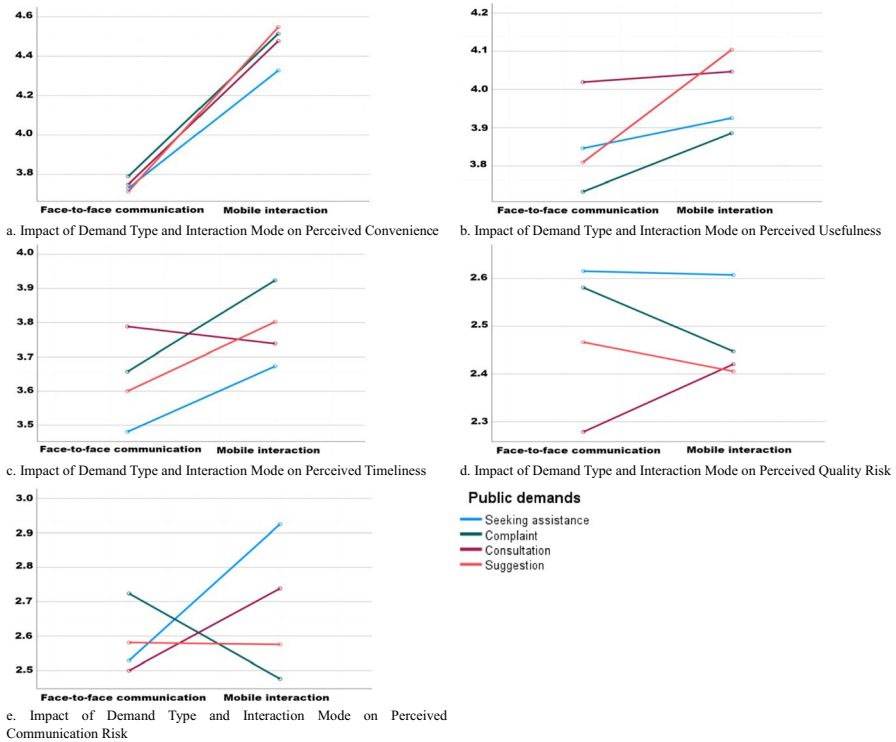 4.6
4.4
4.2
4.0
3.8
Face-to-face communication Mobile interaction
a. Impact of Demand Type and Interaction Mode on Perceived Convenience
4.2
4.1
4.0
3.9
3.8
Face-to-face communication Mobile interaction
b. Impact of Demand Type and Interaction Mode on Perceived Usefulness
4.0
3.9
3.8
3.7
3.6
3.5
Face-to-face communication Mobile interaction
c. Impact of Demand Type and Interaction Mode on Perceived Timeliness
2.6
2.5
2.4
2.3
Face-to-face communication Mobile interaction
d. Impact of Demand Type and Interaction Mode on Perceived Quality Risk
3.0
2.9
2.8
2.7
2.6
2.5
Face-to-face communication Mobile interaction
e. Impact of Demand Type and Interaction Mode on Perceived
Communication Risk
Public demands
Seeking assistance
Complaint
Consultation
Suggestion